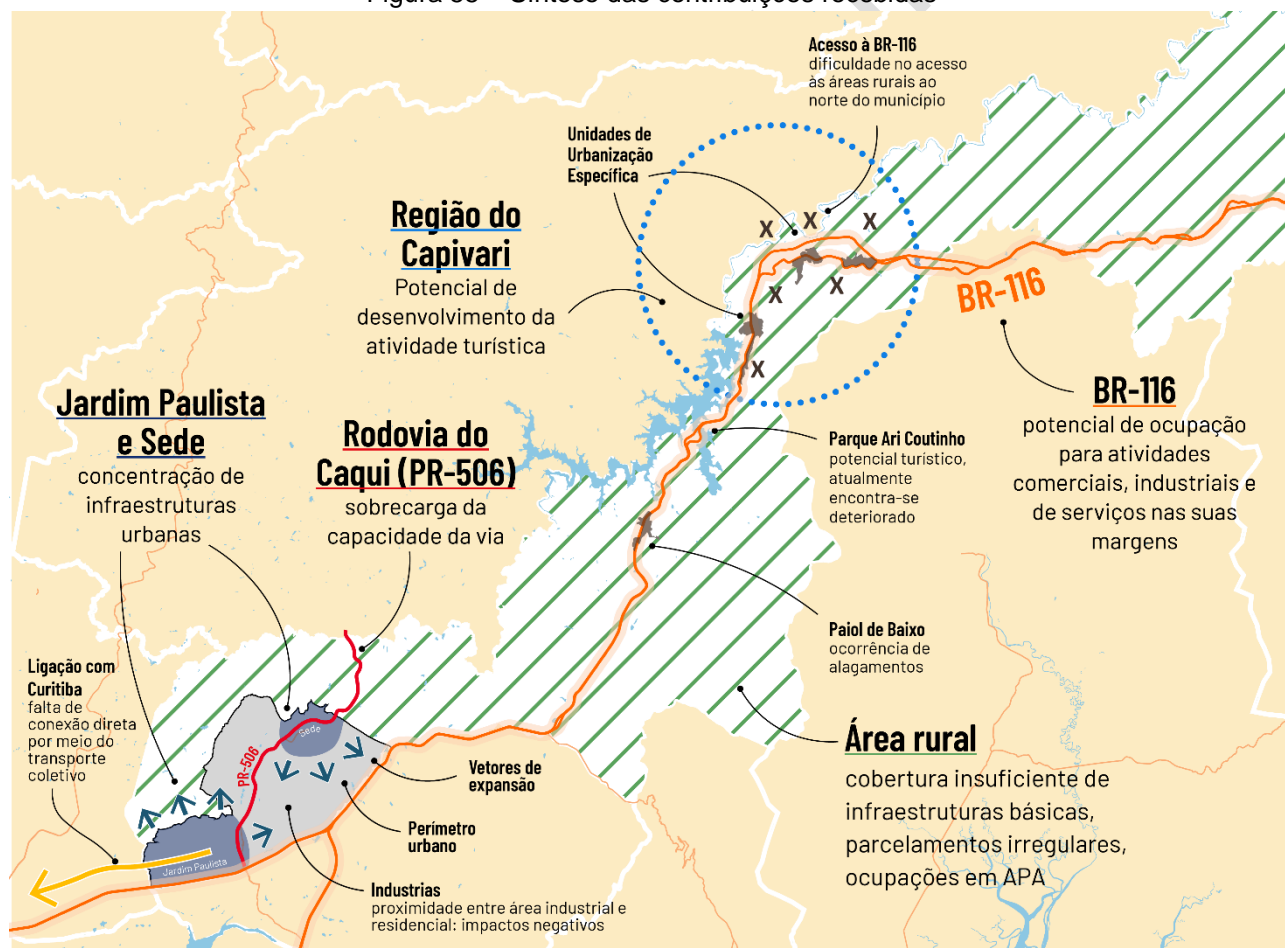 Figura 38 – Síntese das contribuições recebidas
Acesso à BR-116
dificuldade no acesso
às áreas rurais ao
norte do município
Unidades de
Urbanização
Específica
Região do
Capivari
Potencial de
desenvolvimento da
atividade turística
X X X
X X
X
BR-116
Jardim Paulista
e Sede
concentração de
infraestruturas
urbanas
Rodovia do
Caqui (PR-506)
sobrecarga da
capacidade da via
BR-116
potencial de ocupação
para atividades
comerciais, industriais e
de serviços nas suas
margens
Parque Ari Coutinho
potencial turístico,
atualmente
encontra-se
deteriorado
Paiol de Baixo
ocorrência de
alagamentos
Ligação com
Curitiba
falta de
conexão direta
por meio do
transporte
coletivo
Sede
PR-506
Jardim Paulista
Vetores de
expansão
Perímetro
urbano
Industrias
proximidade entre área industrial e
residencial: impactos negativos
Área rural
cobertura insuficiente de
infraestruturas básicas,
parcelamentos irregulares,
ocupações em APA